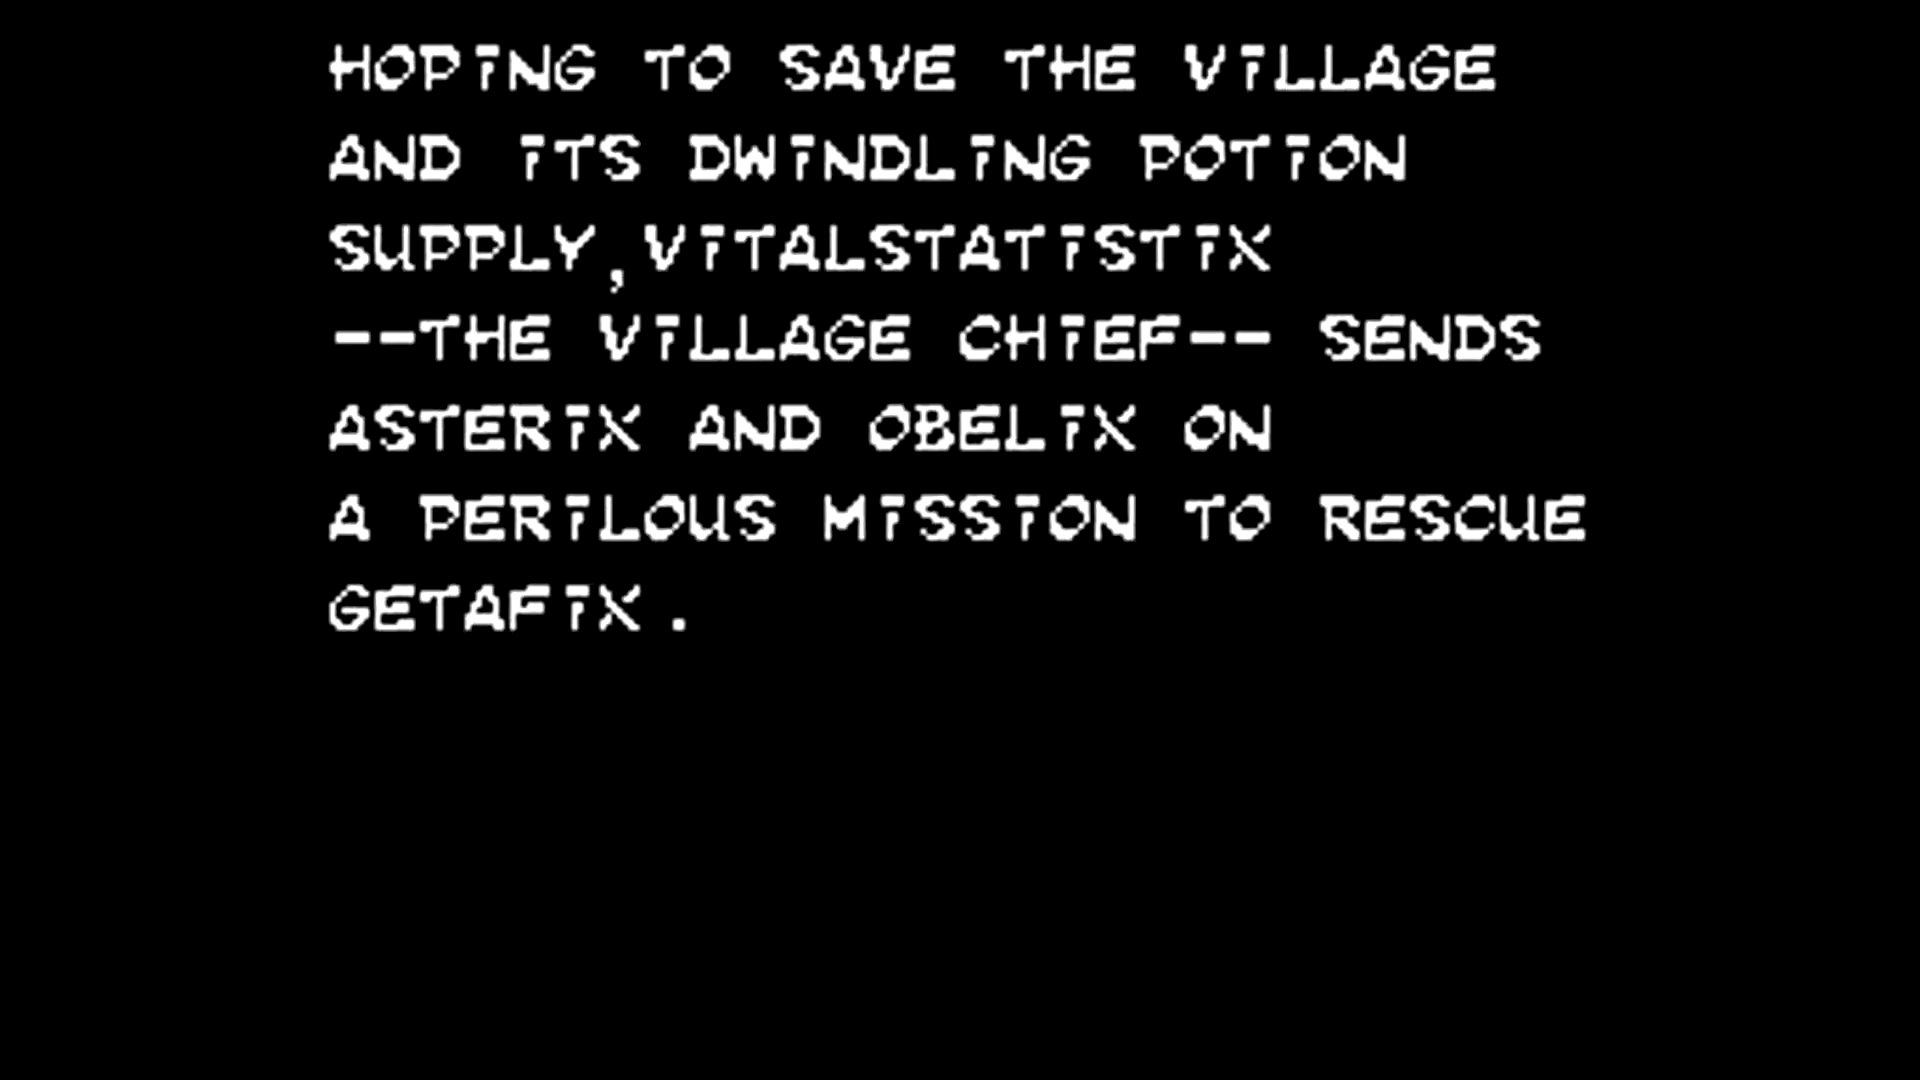 HOPiNG TO SAVE THE ViLLAGE
AND iTS DWiNDLiNG POTiON
SUPPLY,ViTALSTATiSTiX
--THE ViLLAGE CHiEF-- SENDS
ASTERiX AND OBELiX ON
A PERiLOUS MiSSiON TO RESCUE
GETAFiX.